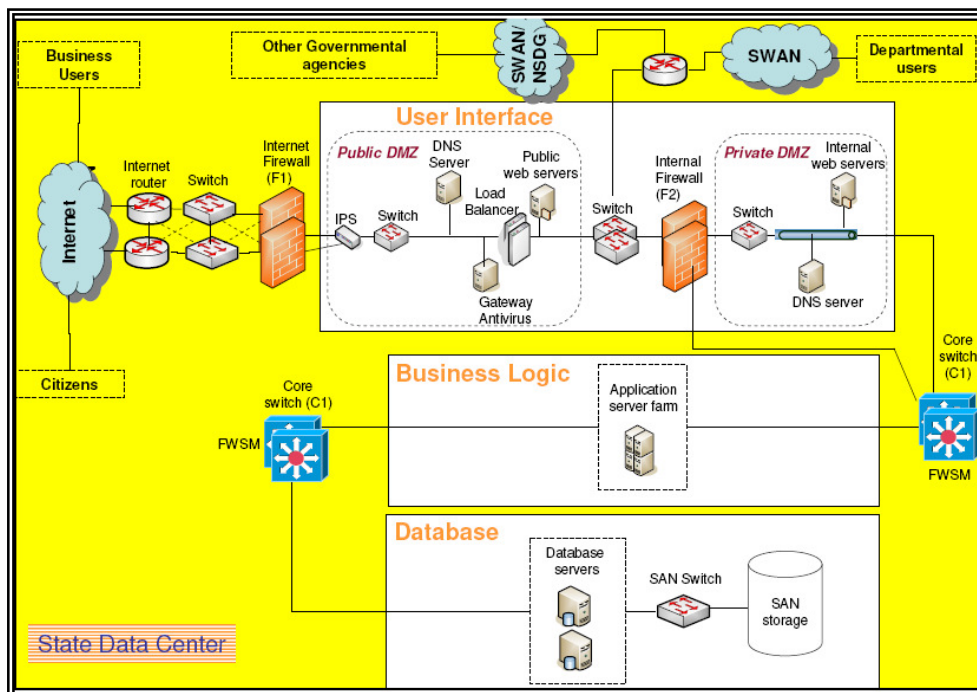 Business
Users
Other Governmental
agencies
SWAN/
NSDG
SWAN
Departmental
users
User Interface
Internet
Internet
router
Switch
Internet
Firewall
(F1)
Public DMZ
IPS
Switch
DNS
Server
Load
Balancer
Public
web servers
Gateway
Antivirus
Switch
Internal
Firewall
(F2)
Private DMZ
Switch
Internal
web servers
DNS server
Citizens
Core
switch (C1)
FWSM
Business Logic
Application
server farm
Core
switch
(C1)
FWSM
Database
Database
servers
SAN Switch
SAN
storage
State Data Center